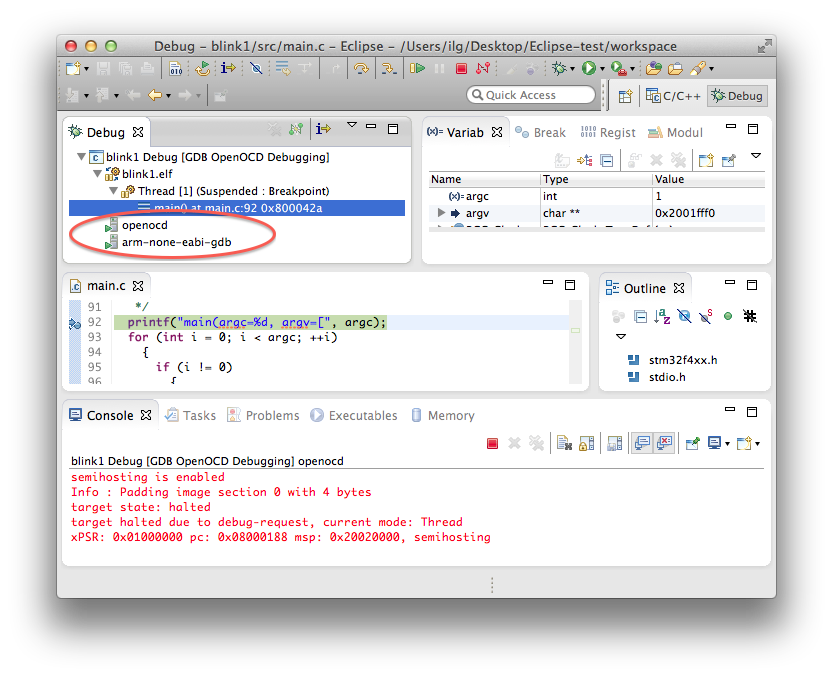 Debug – blink1/src/main.c – Eclipse – /Users/ilg/Desktop/Eclipse-test/workspace
Quick Access
C/C++
Debug
Debug
blink1 Debug [GDB OpenOCD Debugging]
blink1.elf
Thread [1] (Suspended : Breakpoint)
main() at main.c:92 0x800042a
openocd
arm-none-eabi-gdb
(x)= Variab
Break
Regist
Modul
Name Type Value
(x)= argc int 1
argv char ** 0x2001fff0
main.c
91 */
92 printf("main(argc=%d, argv=[", argc);
93 for (int i = 0; i < argc; ++i)
94 {
95 if (i != 0)
96 {
Outline
stm32f4xx.h
stdio.h
Console
Tasks
Problems
Executables
Memory
blink1 Debug [GDB OpenOCD Debugging] openocd
semihosting is enabled
Info : Padding image section 0 with 4 bytes
target state: halted
target halted due to debug-request, current mode: Thread
xPSR: 0x01000000 pc: 0x08000188 msp: 0x20020000, semihosting